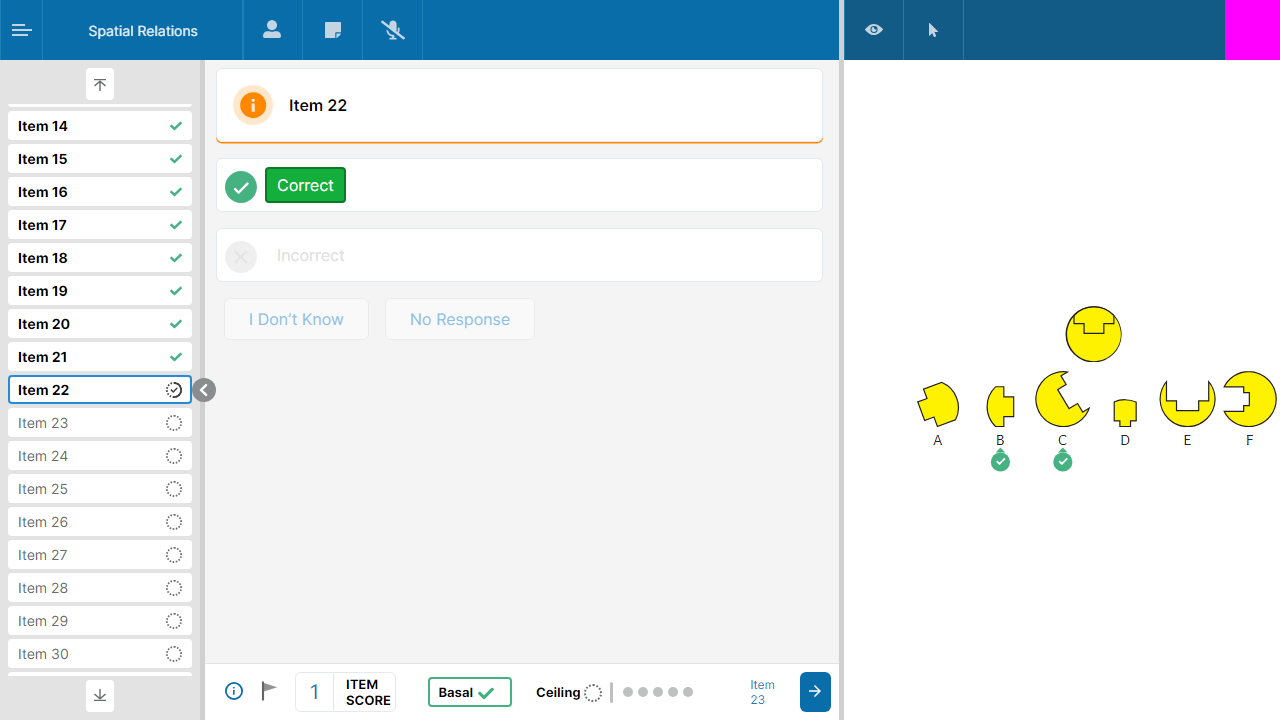 Spatial Relations
Item 14
Item 15
Item 16
Item 17
Item 18
Item 19
Item 20
Item 21
Item 22
Item 23
Item 24
Item 25
Item 26
Item 27
Item 28
Item 29
Item 30
Item 22
Correct
Incorrect
I Don't Know
No Response
1
ITEM
SCORE
Basal
Ceiling
Item
23
A B C D E F